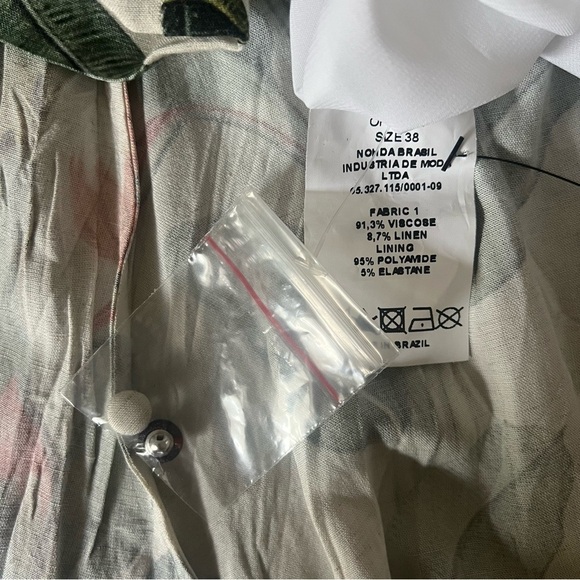 SIZE 38
BRASIL
INDUSTRIA DE MODA
LTDA
05.327.115/0001-09
FABRIC 1
91,3% VISCOSE
8,7% LINEN
LINING
95% POLYAMIDE
5% ELASTANE
IN BRAZIL